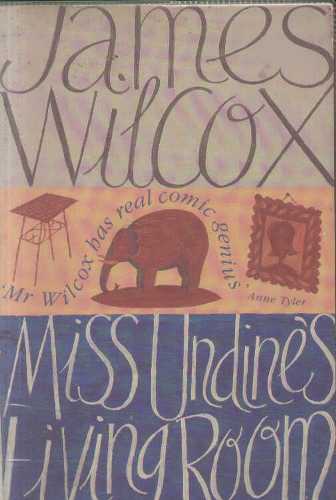 James
Wilcox
'Mr Wilcox has real comic genius'
Anne Tyler
Miss Undine's
Living Room